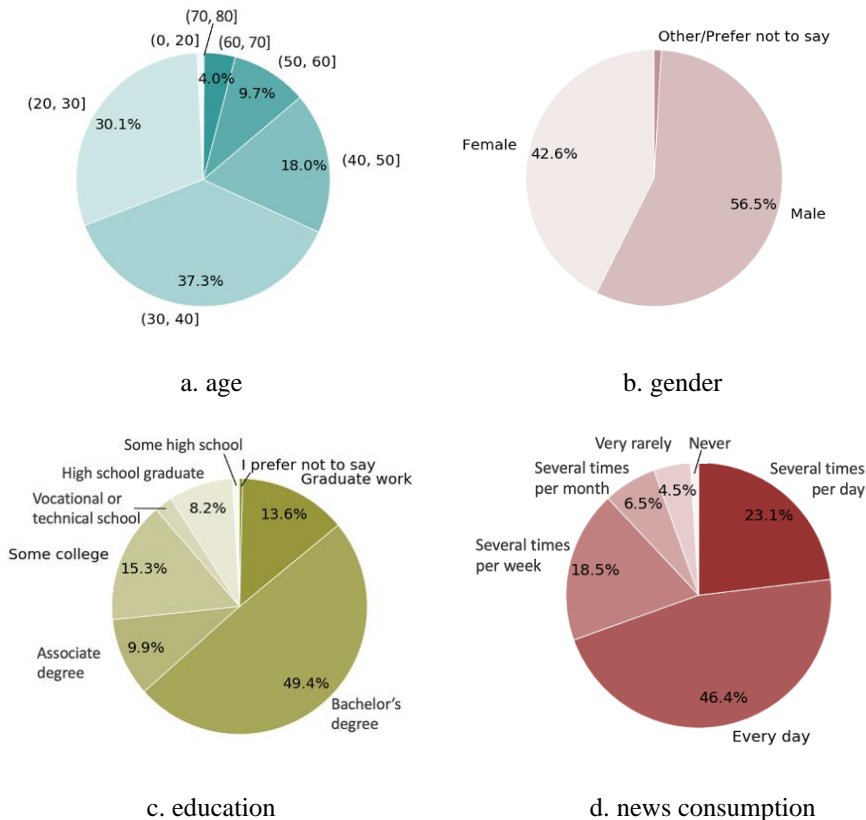 (70, 80]
(0, 20]
(60, 70]
(50, 60]
4.0%
9.7%
(20, 30]
30.1%
(40, 50]
18.0%
37.3%
(30, 40]
a. age
Other/Prefer not to say
Female
42.6%
56.5%
Male
b. gender
Some high school
I prefer not to say
High school graduate
Graduate work
Vocational or
technical school
8.2%
13.6%
Some college
15.3%
Associate
degree
9.9%
49.4%
Bachelor's
degree
c. education
Very rarely
Never
Several times
per month
Several times
per day
4.5%
6.5%
23.1%
Several times
per week
18.5%
46.4%
Every day
d. news consumption